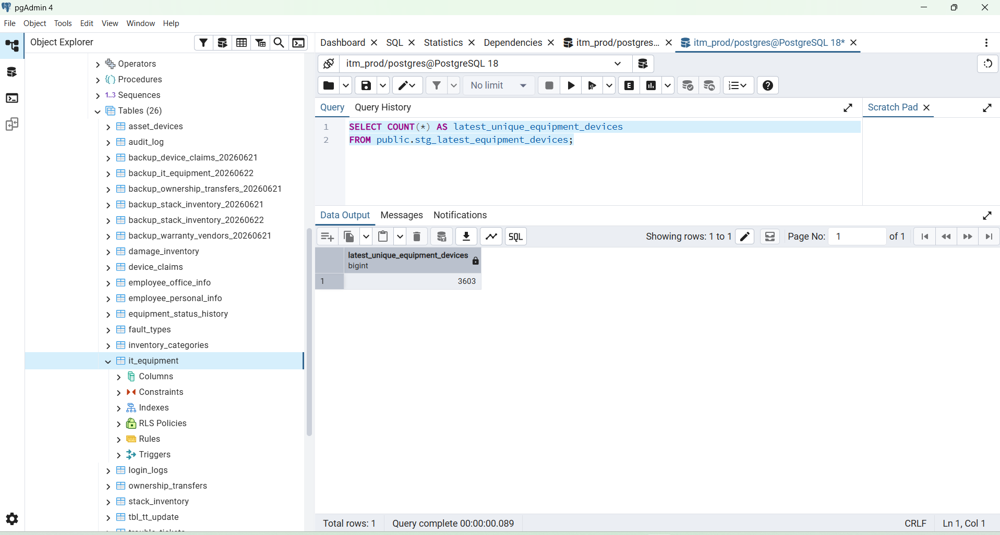 pgAdmin 4
File Object Tools Edit View Window Help
Object Explorer
Dashboard SQL Statistics Dependencies itm_prod/postgres... itm_prod/postgres@PostgreSQL 18*
itm_prod/postgres@PostgreSQL 18
No limit
E
Query Query History
Scratch Pad
1 SELECT COUNT(*) AS latest_unique_equipment_devices
2 FROM public.stg_latest_equipment_devices;
Operators
Procedures
1..3 Sequences
Tables (26)
asset_devices
audit_log
backup_device_claims_20260621
backup_it_equipment_20260622
backup_ownership_transfers_20260621
backup_stack_inventory_20260621
backup_stack_inventory_20260622
backup_warranty_vendors_20260621
damage_inventory
device_claims
employee_office_info
employee_personal_info
equipment_status_history
fault_types
inventory_categories
it_equipment
Columns
Constraints
Indexes
RLS Policies
Rules
Triggers
login_logs
ownership_transfers
stack_inventory
tbl_tt_update
Data Output Messages Notifications
SQL
Showing rows: 1 to 1
Page No: 1 of 1
latest_unique_equipment_devices
bigint
1 3603
Total rows: 1 Query complete 00:00:00.089 CRLF Ln 1, Col 1